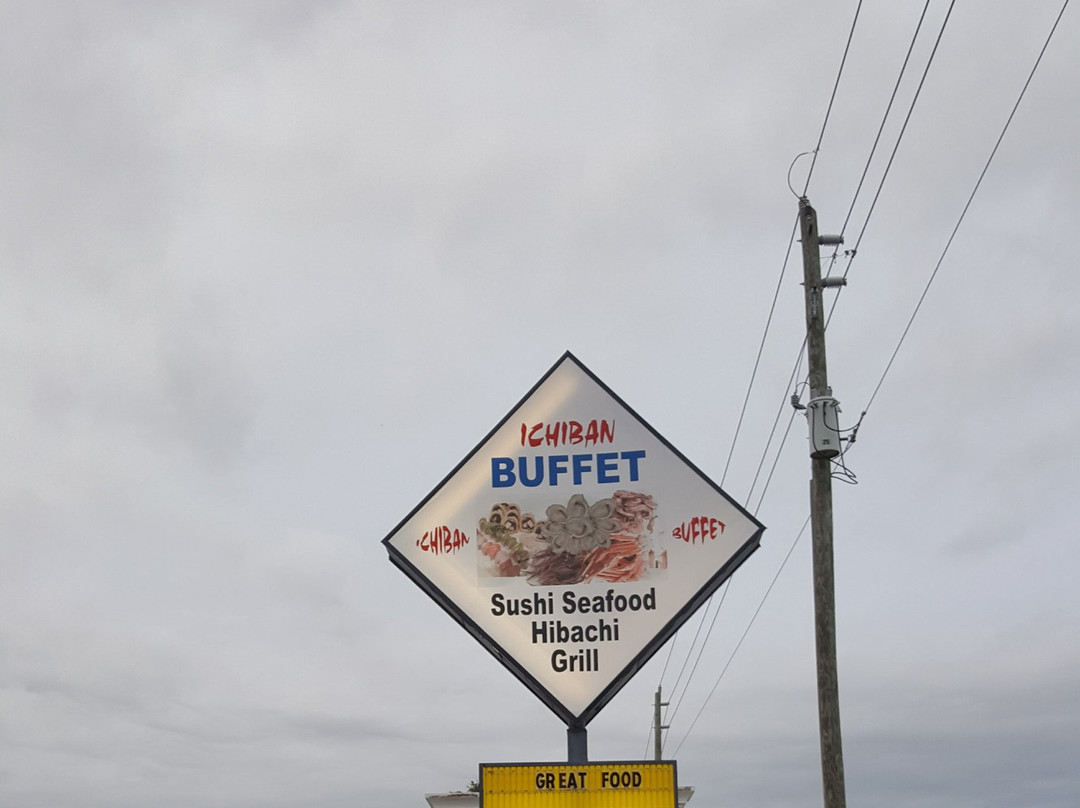 ICHIBAN
BUFFET
ICHIBAN
BUFFET
Sushi Seafood
Hibachi
Grill
GREAT FOOD